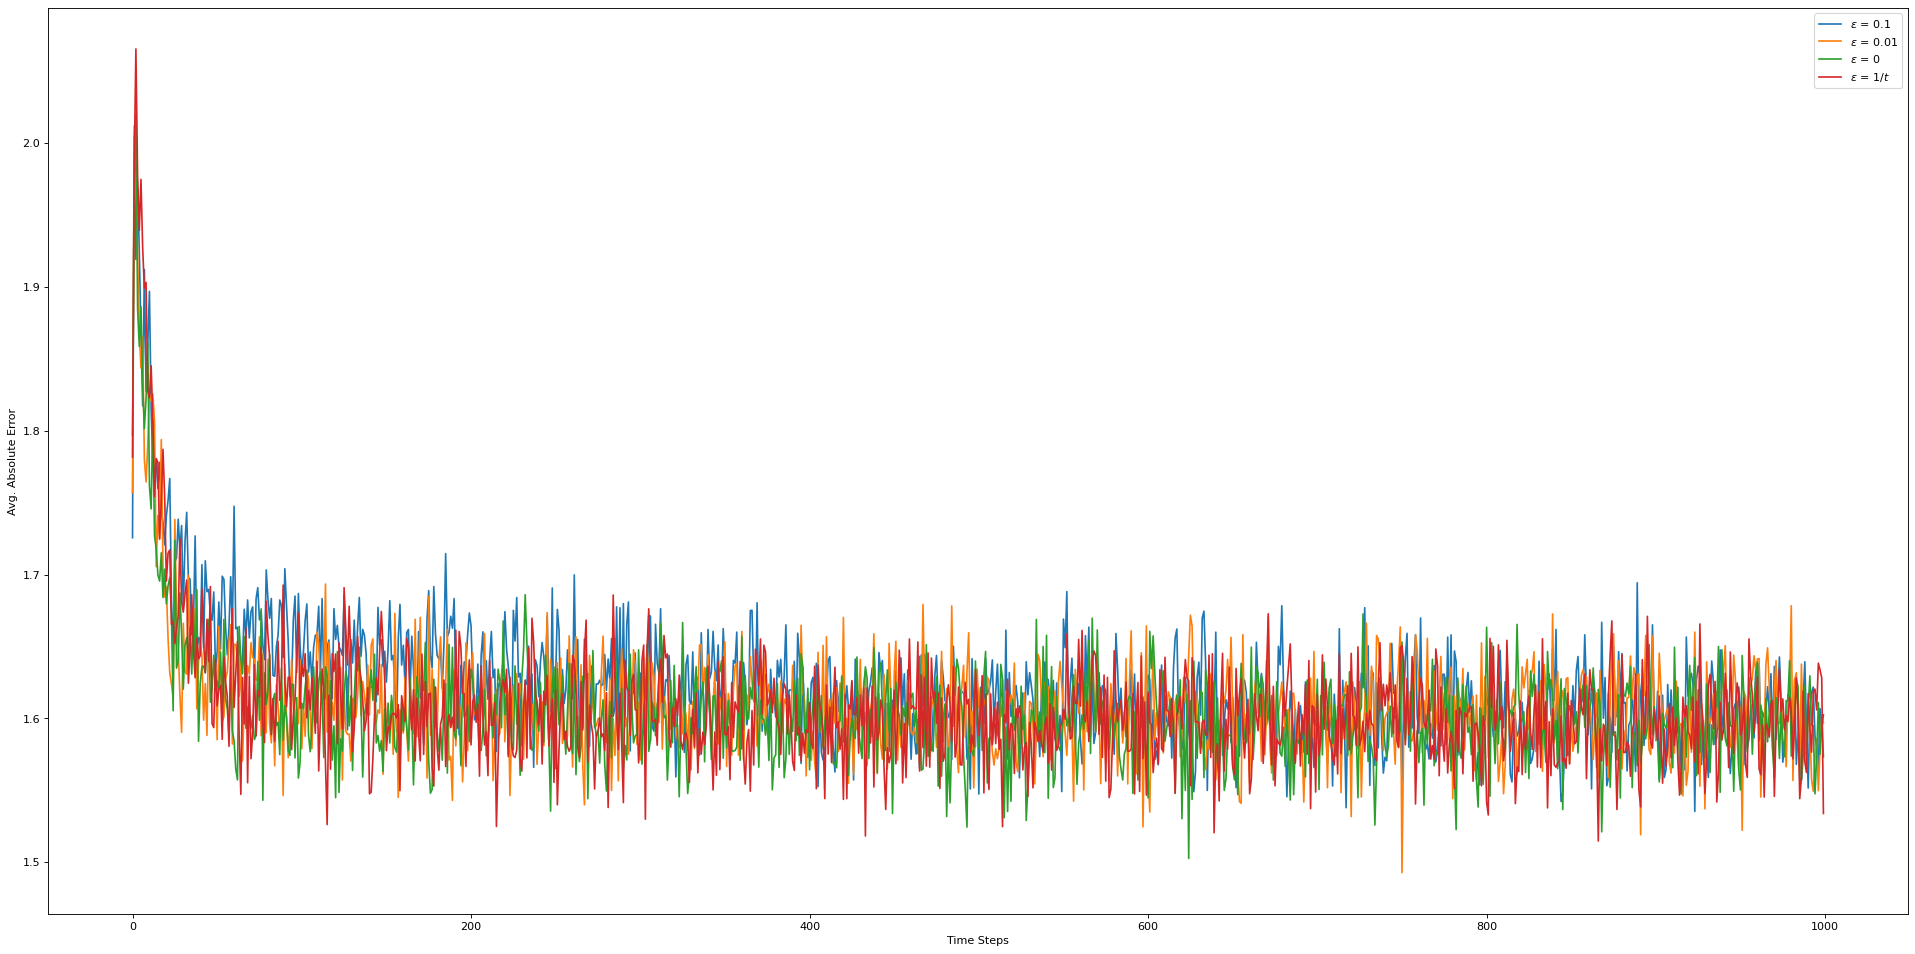 ε = 0.1
ε = 0.01
ε = 0
ε = 1/t
2.0
1.9
1.8
1.7
1.6
1.5
Avg. Absolute Error
0 200 400 600 800 1000
Time Steps